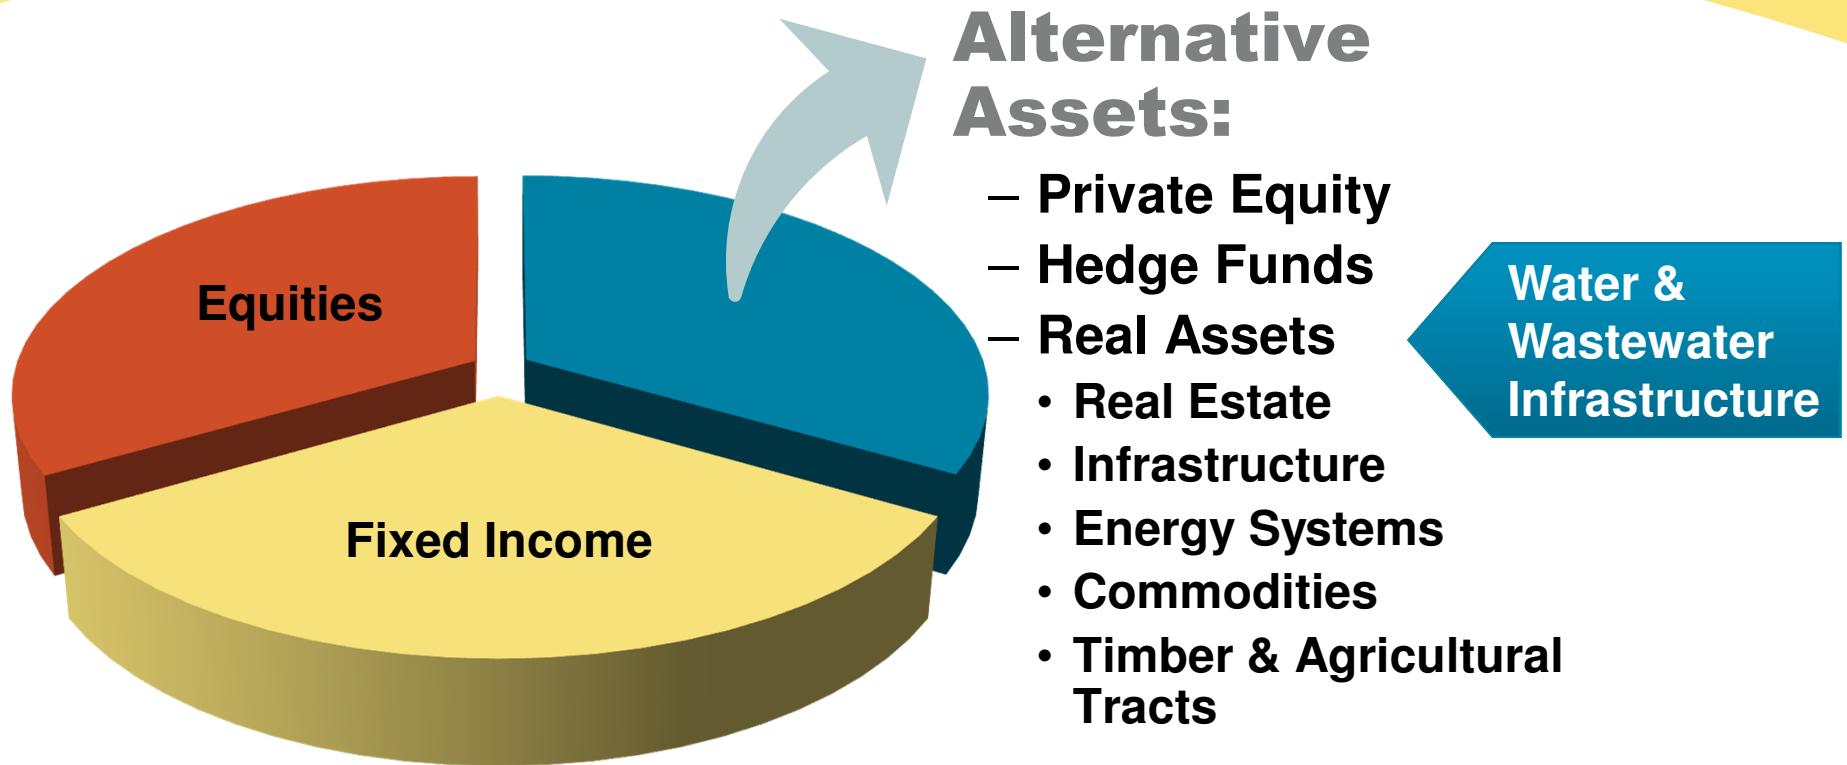 Alternative
Assets:
– Private Equity
– Hedge Funds
– Real Assets
• Real Estate
• Infrastructure
• Energy Systems
• Commodities
• Timber & Agricultural
Tracts
Water &
Wastewater
Infrastructure
Equities
Fixed Income